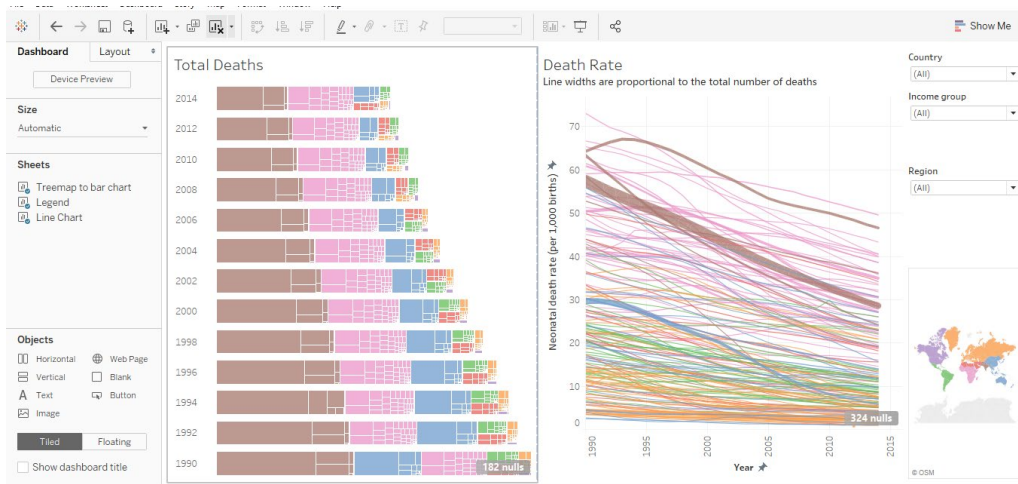 Dashboard
Layout
Show Me
Device Preview
Size
Automatic
Sheets
Treemap to bar chart
Legend
Line Chart
Objects
Horizontal
Web Page
Vertical
Blank
Text
Button
Image
Tiled
Floating
Show dashboard title
Total Deaths
2014
2012
2010
2008
2006
2004
2002
2000
1998
1996
1994
1992
1990
182 nulls
Death Rate
Line widths are proportional to the total number of deaths
Neonatal death rate (per 1,000 births)
70
60
50
40
30
20
10
0
324 nulls
1990
1995
2000
2005
2010
2015
Year
Country
(All)
Income group
(All)
Region
(All)
© OSM